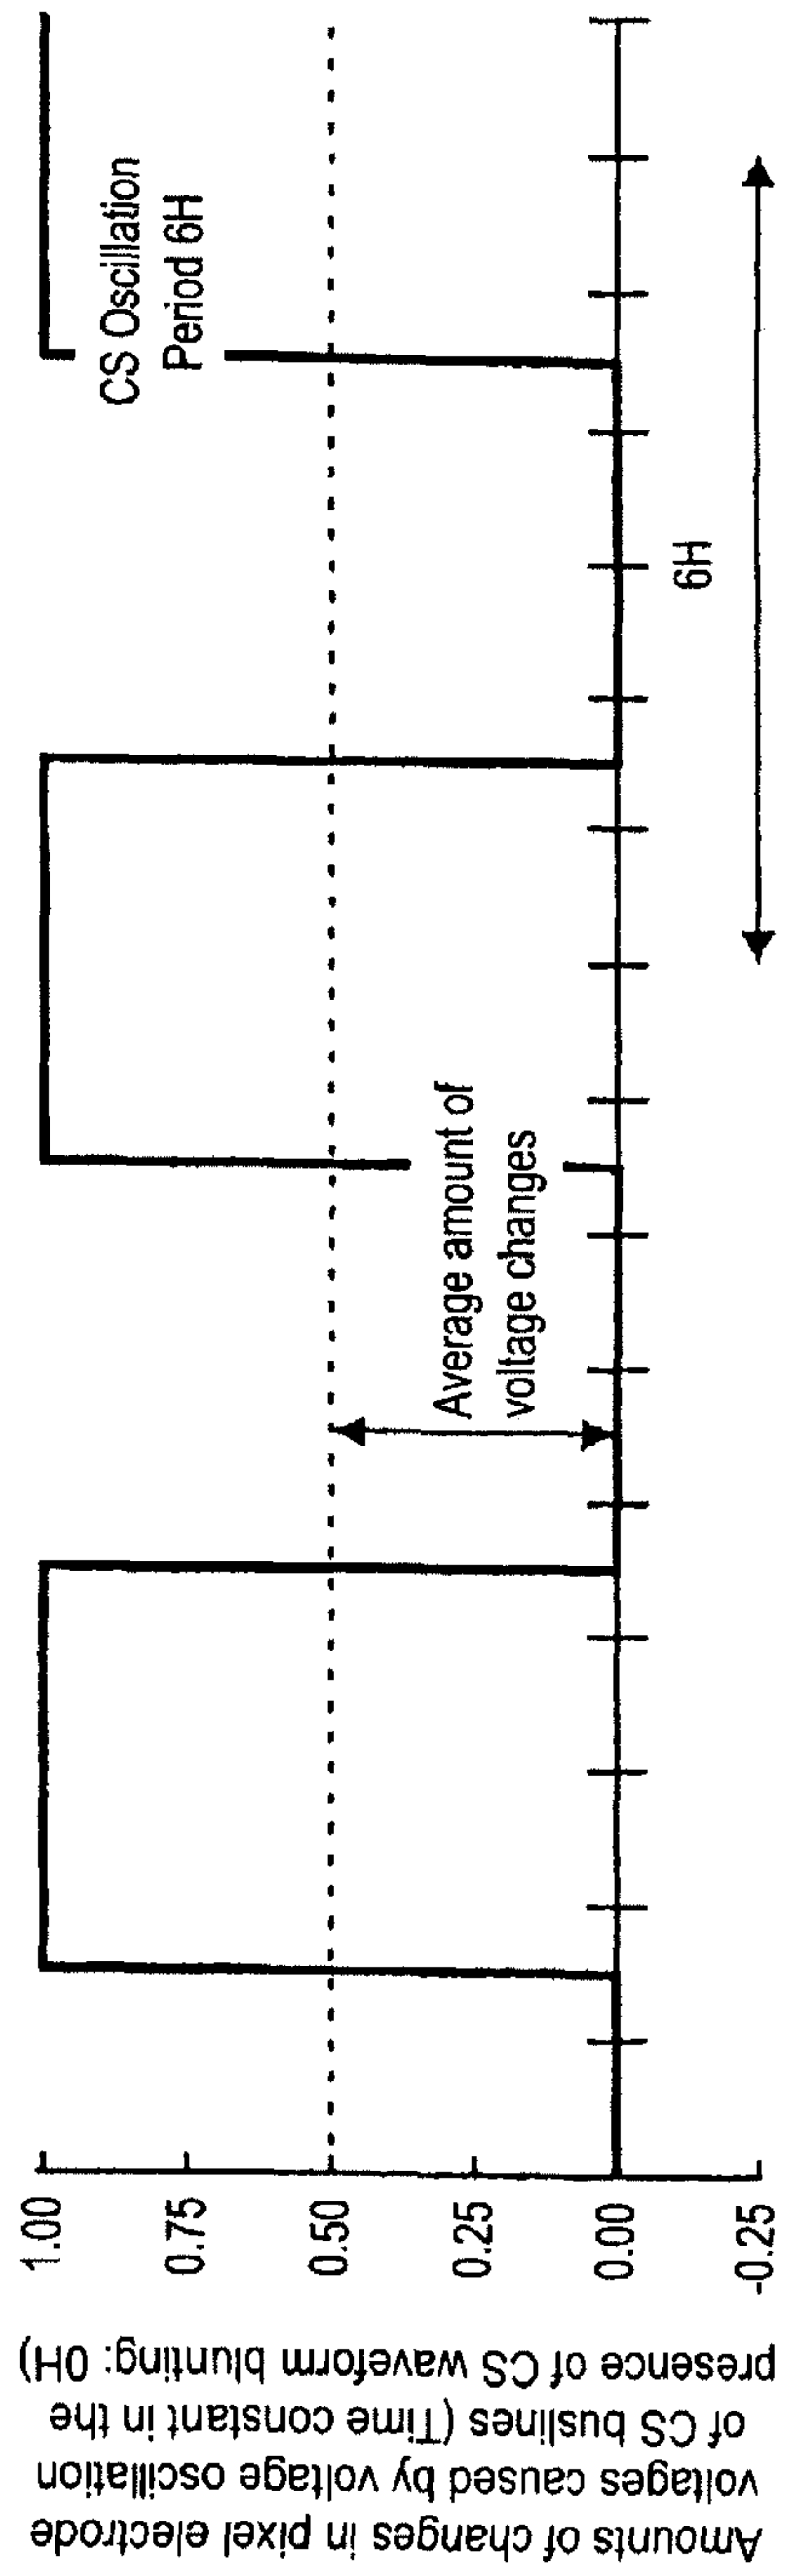 Amounts of changes in pixel electrode
voltages caused by voltage oscillation
of CS buslines (Time constant in the
presence of CS waveform blunting: 0H)
1.00
0.75
0.50
0.25
0.00
-0.25
Average amount of
voltage changes
CS Oscillation
Period 6H
6H